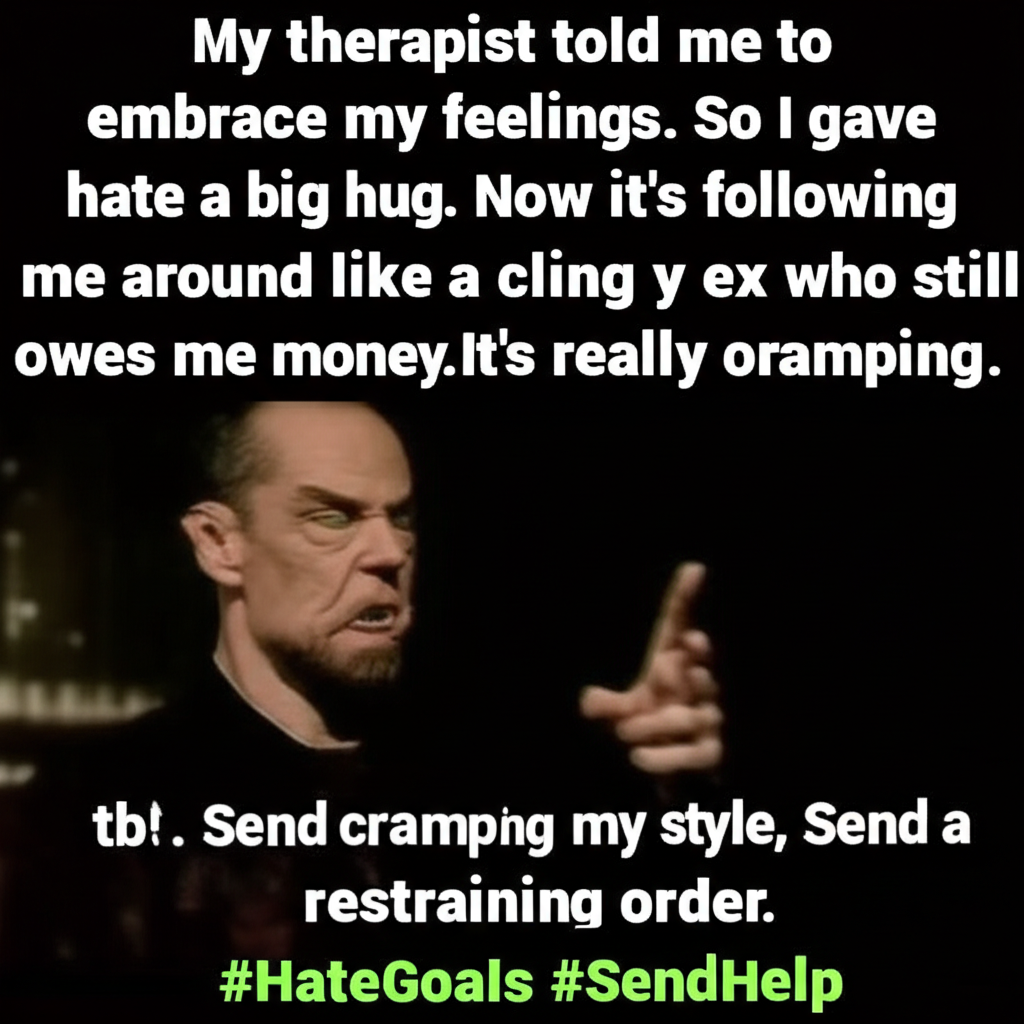 My therapist told me to
embrace my feelings. So I gave
hate a big hug. Now it's following
me around like a cling y ex who still
owes me money.It's really oramping.
tb!. Send cramping my style, Send a
restraining order.
#HateGoals #SendHelp